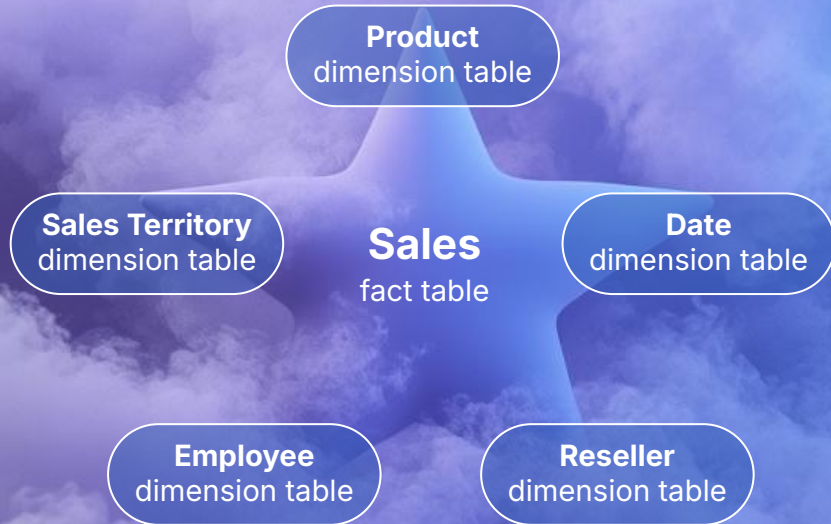 Product
dimension table
Sales Territory
dimension table
Sales
fact table
Date
dimension table
Employee
dimension table
Reseller
dimension table